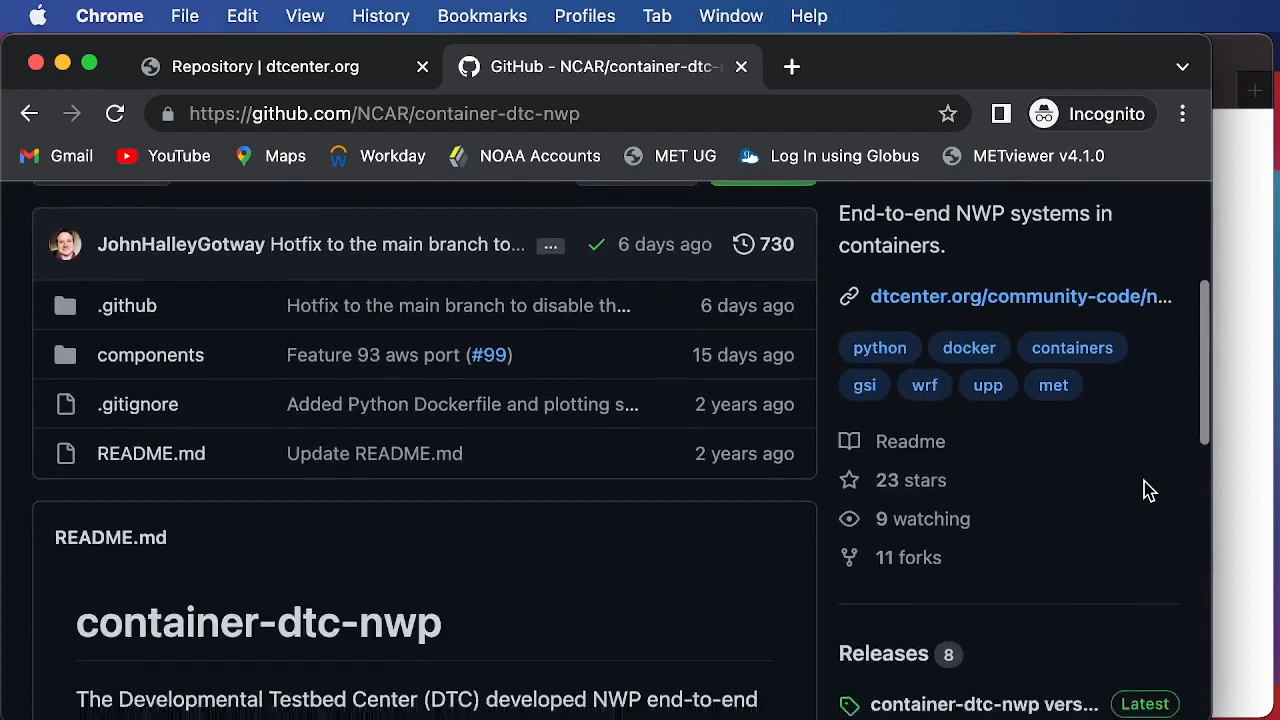 Chrome File Edit View History Bookmarks Profiles Tab Window Help
Repository | dtcenter.org
GitHub - NCAR/container-dtc-
https://github.com/NCAR/container-dtc-nwp
Incognito
Gmail YouTube Maps Workday NOAA Accounts MET UG Log In using Globus METviewer v4.1.0
JohnHalleyGotway Hotfix to the main branch to... ... 6 days ago 730
.github Hotfix to the main branch to disable th... 6 days ago
components Feature 93 aws port (#99) 15 days ago
.gitignore Added Python Dockerfile and plotting s... 2 years ago
README.md Update README.md 2 years ago
README.md
container-dtc-nwp
The Developmental Testbed Center (DTC) developed NWP end-to-end
End-to-end NWP systems in
containers.
dtcenter.org/community-code/n...
python docker containers
gsi wrf upp met
Readme
23 stars
9 watching
11 forks
Releases 8
container-dtc-nwp vers... Latest